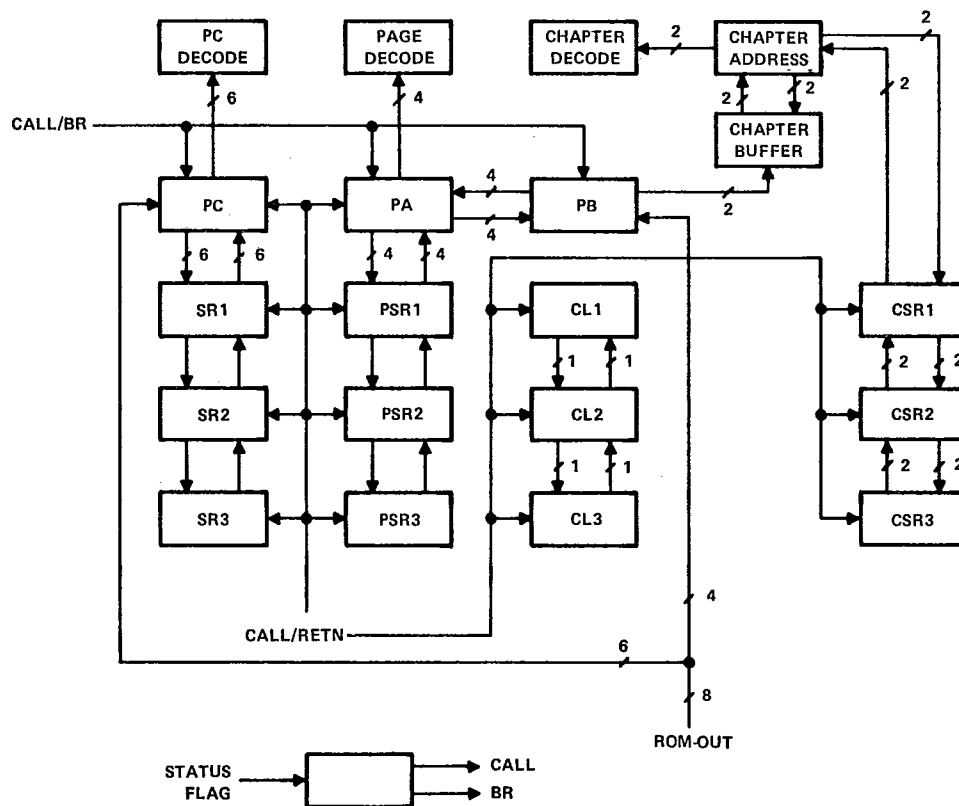 PC
DECODE
PAGE
DECODE
CHAPTER
DECODE
CHAPTER
ADDRESS
2
2
6
4
2
2
2
CALL/BR
CHAPTER
BUFFER
PC
PA
PB
4
4
2
6
6
4
4
SR1
PSR1
CL1
CSR1
1
1
2
2
SR2
PSR2
CL2
CSR2
1
1
2
2
SR3
PSR3
CL3
CSR3
4
CALL/RETN
6
8
ROM-OUT
STATUS
FLAG
CALL
BR